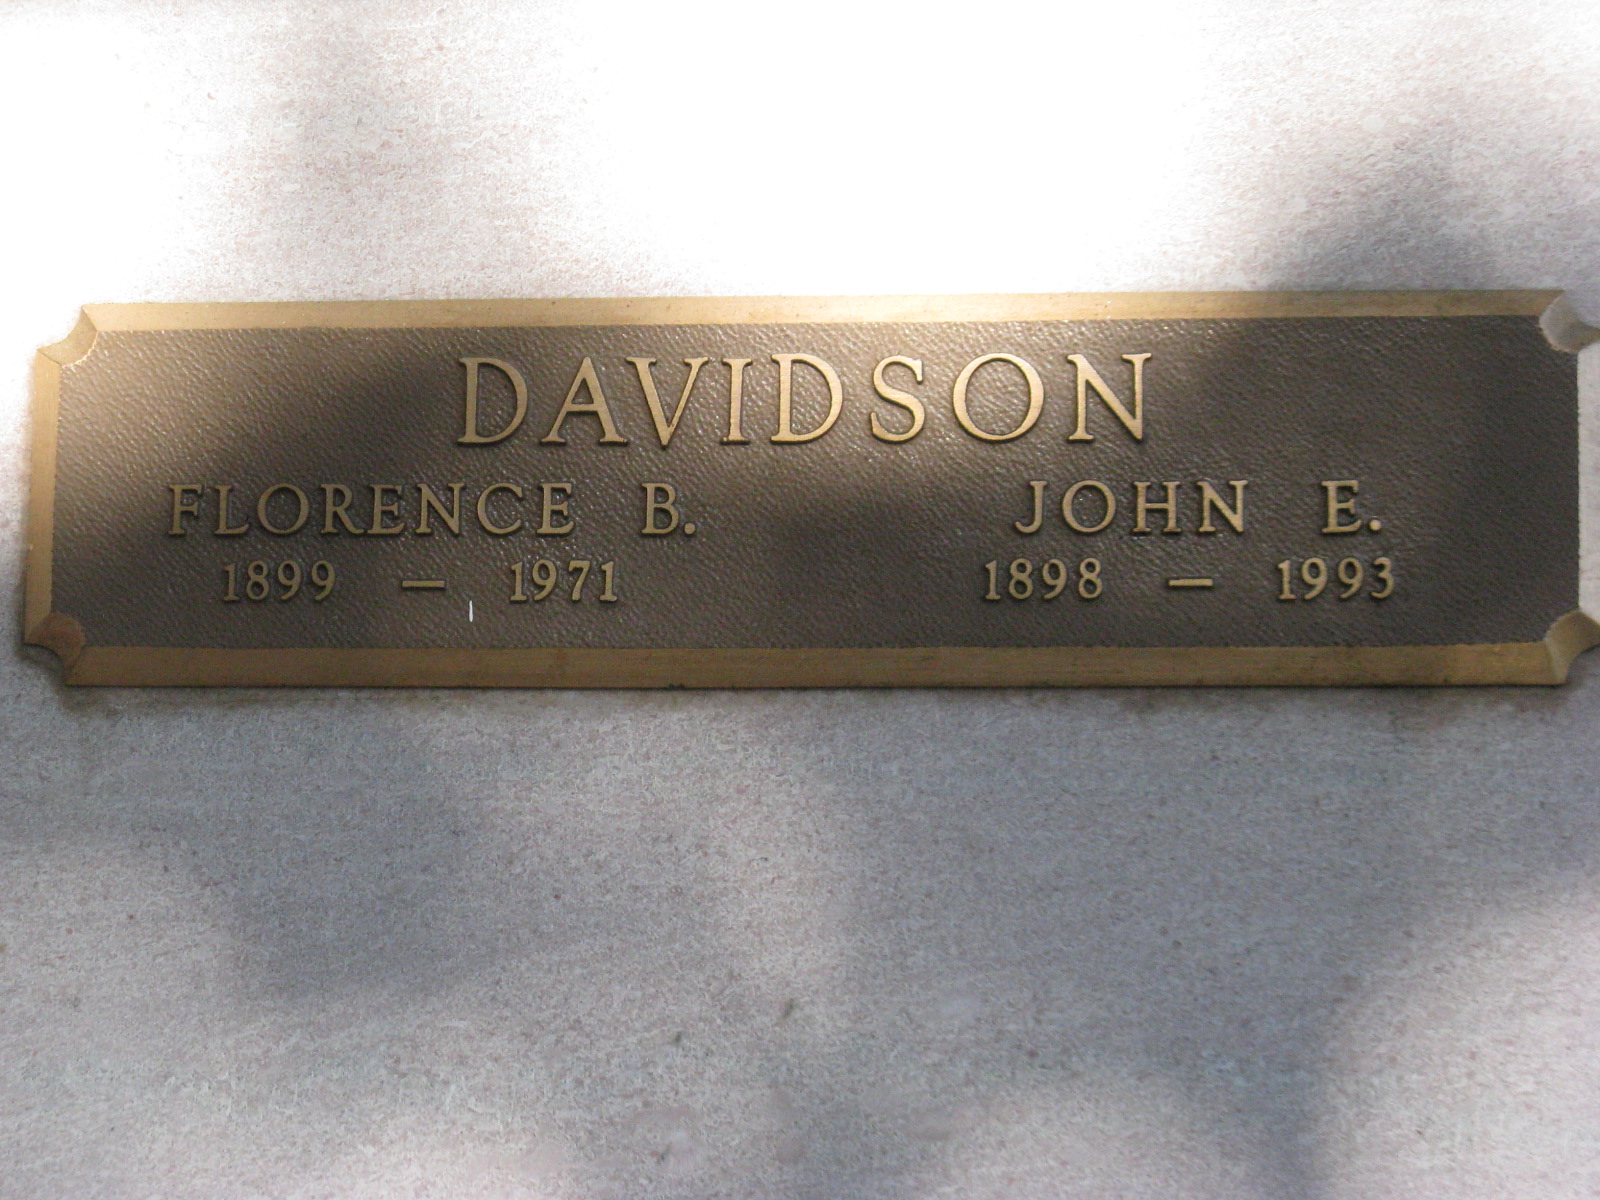 DAVIDSON
FLORENCE B. JOHN E.
1899 — 1971 1898 — 1993